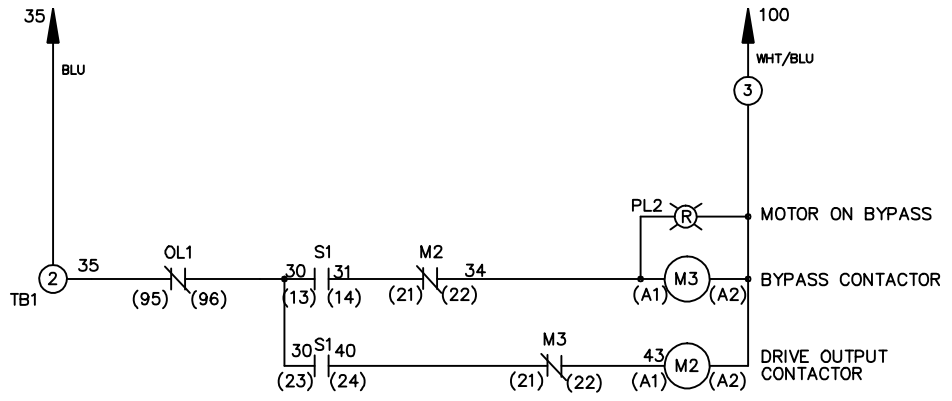 35
100
BLU
WHT/BLU
3
PL2
R
MOTOR ON BYPASS
2
TB1
35
OL1
(95) (96)
S1
30 31
(13) (14)
M2
(21) (22)
34
M3
(A1) (A2)
BYPASS CONTACTOR
S1
30 40
(23) (24)
M3
(21) (22)
43
M2
(A1) (A2)
DRIVE OUTPUT
CONTACTOR